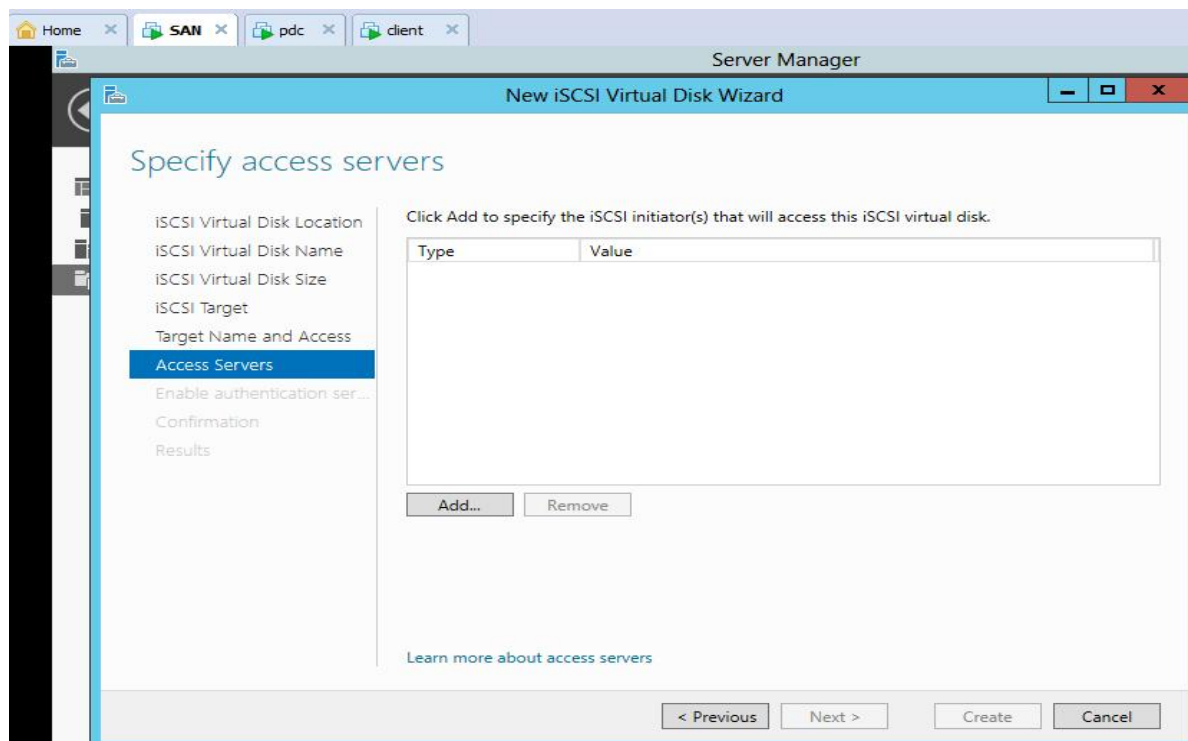 Home SAN pdc client
Server Manager
New iSCSI Virtual Disk Wizard
Specify access servers
iSCSI Virtual Disk Location
iSCSI Virtual Disk Name
iSCSI Virtual Disk Size
iSCSI Target
Target Name and Access
Access Servers
Enable authentication ser...
Confirmation
Results
Click Add to specify the iSCSI initiator(s) that will access this iSCSI virtual disk.
Type Value
Add... Remove
Learn more about access servers
< Previous Next > Create Cancel